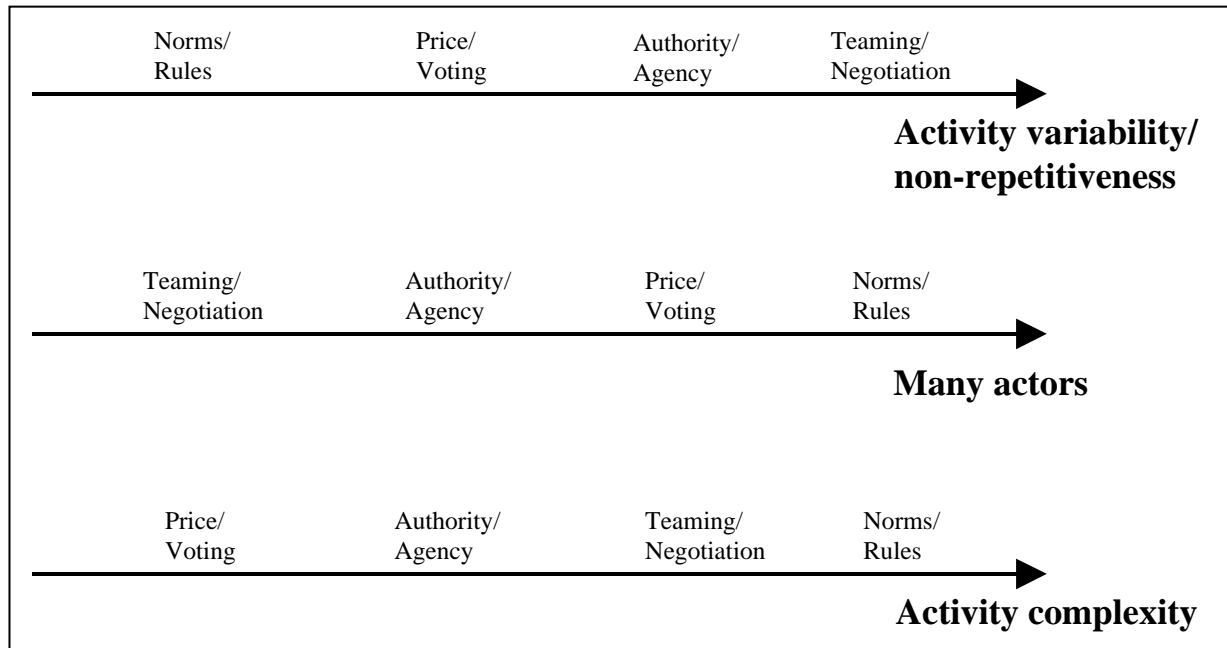 Norms/
Rules
Price/
Voting
Authority/
Agency
Teaming/
Negotiation
Activity variability/
non-repetitiveness
Teaming/
Negotiation
Authority/
Agency
Price/
Voting
Norms/
Rules
Many actors
Price/
Voting
Authority/
Agency
Teaming/
Negotiation
Norms/
Rules
Activity complexity